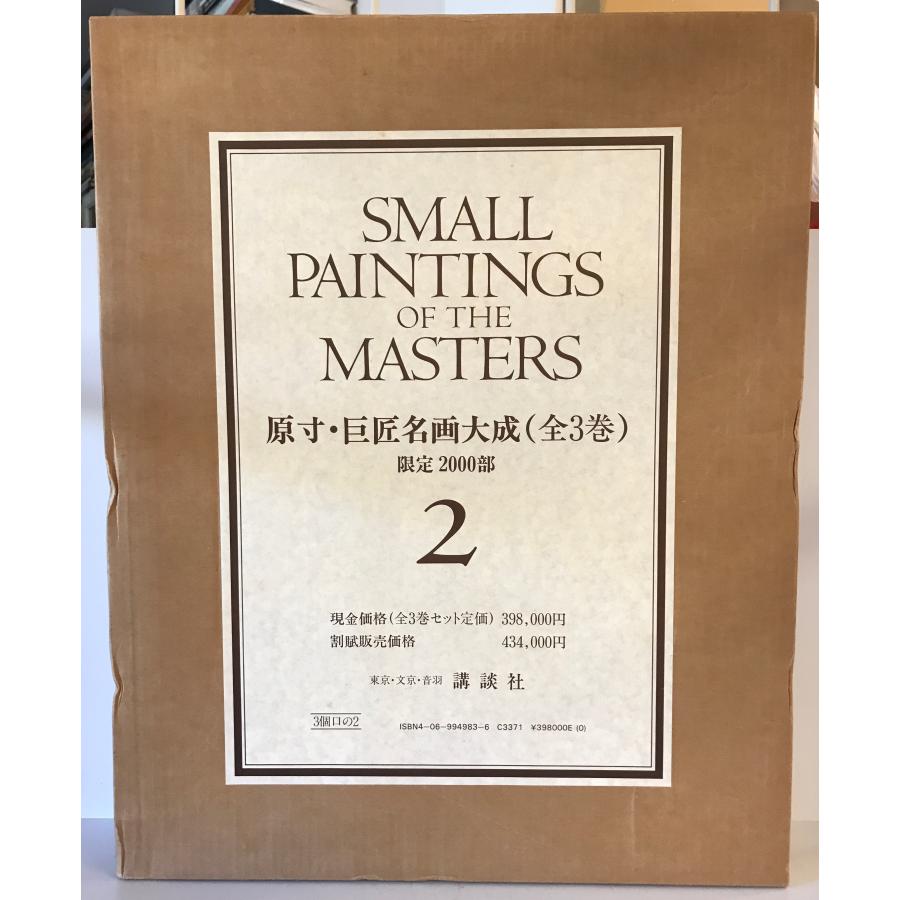 SMALL
PAINTINGS
OF THE
MASTERS
原寸・巨匠名画大成(全3巻)
限定 2000部
2
現金価格(全3巻セット定価) 398,000円
割賦販売価格 434,000円
東京・文京・音羽 講談社
3個口の2
ISBN4-06-994983-6 C3371 ¥398000E (0)